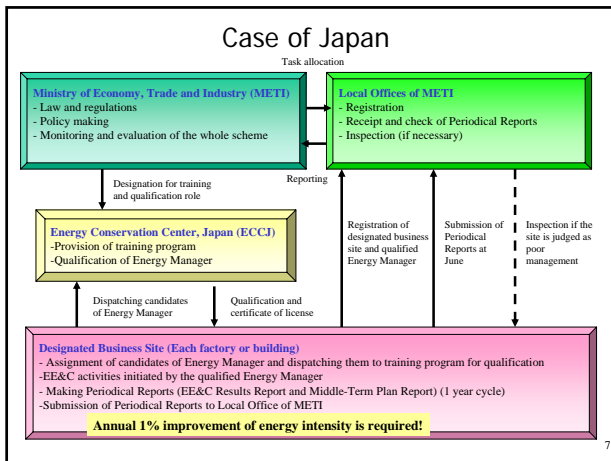 Case of Japan
Task allocation
Ministry of Economy, Trade and Industry (METI)
- Law and regulations
- Policy making
- Monitoring and evaluation of the whole scheme
Local Offices of METI
- Registration
- Receipt and check of Periodical Reports
- Inspection (if necessary)
Reporting
Designation for training
and qualification role
Energy Conservation Center, Japan (ECCJ)
-Provision of training program
-Qualification of Energy Manager
Registration of
designated business
site and qualified
Energy Manager
Submission of
Periodical
Reports at
June
Inspection if the
site is judged as
poor
management
Dispatching candidates
of Energy Manager
Qualification and
certificate of license
Designated Business Site (Each factory or building)
- Assignment of candidates of Energy Manager and dispatching them to training program for qualification
-EE&C activities initiated by the qualified Energy Manager
- Making Periodical Reports (EE&C Results Report and Middle-Term Plan Report) (1 year cycle)
-Submission of Periodical Reports to Local Office of METI
Annual 1% improvement of energy intensity is required!
7